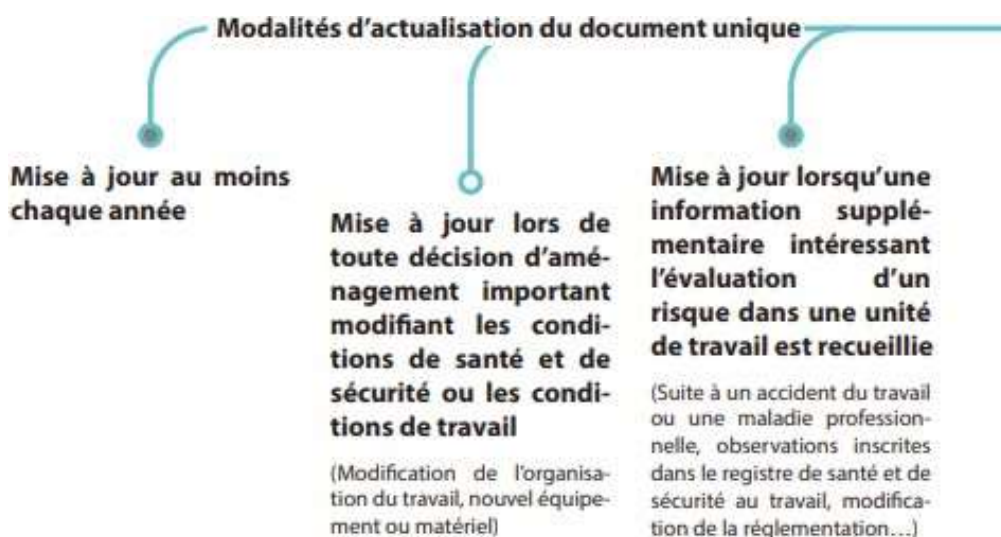 Modalités d'actualisation du document unique
Mise à jour au moins
chaque année
Mise à jour lors de
toute décision d'amé-
nagement important
modifiant les condi-
tions de santé et de
sécurité ou les condi-
tions de travail
(Modification de l'organisa-
tion du travail, nouvel équipe-
ment ou matériel)
Mise à jour lorsqu'une
information supplé-
mentaire intéressant
l'évaluation d'un
risque dans une unité
de travail est recueillie
(Suite à un accident du travail
ou une maladie profession-
nelle, observations inscrites
dans le registre de santé et de
sécurité au travail, modifica-
tion de la réglementation…)